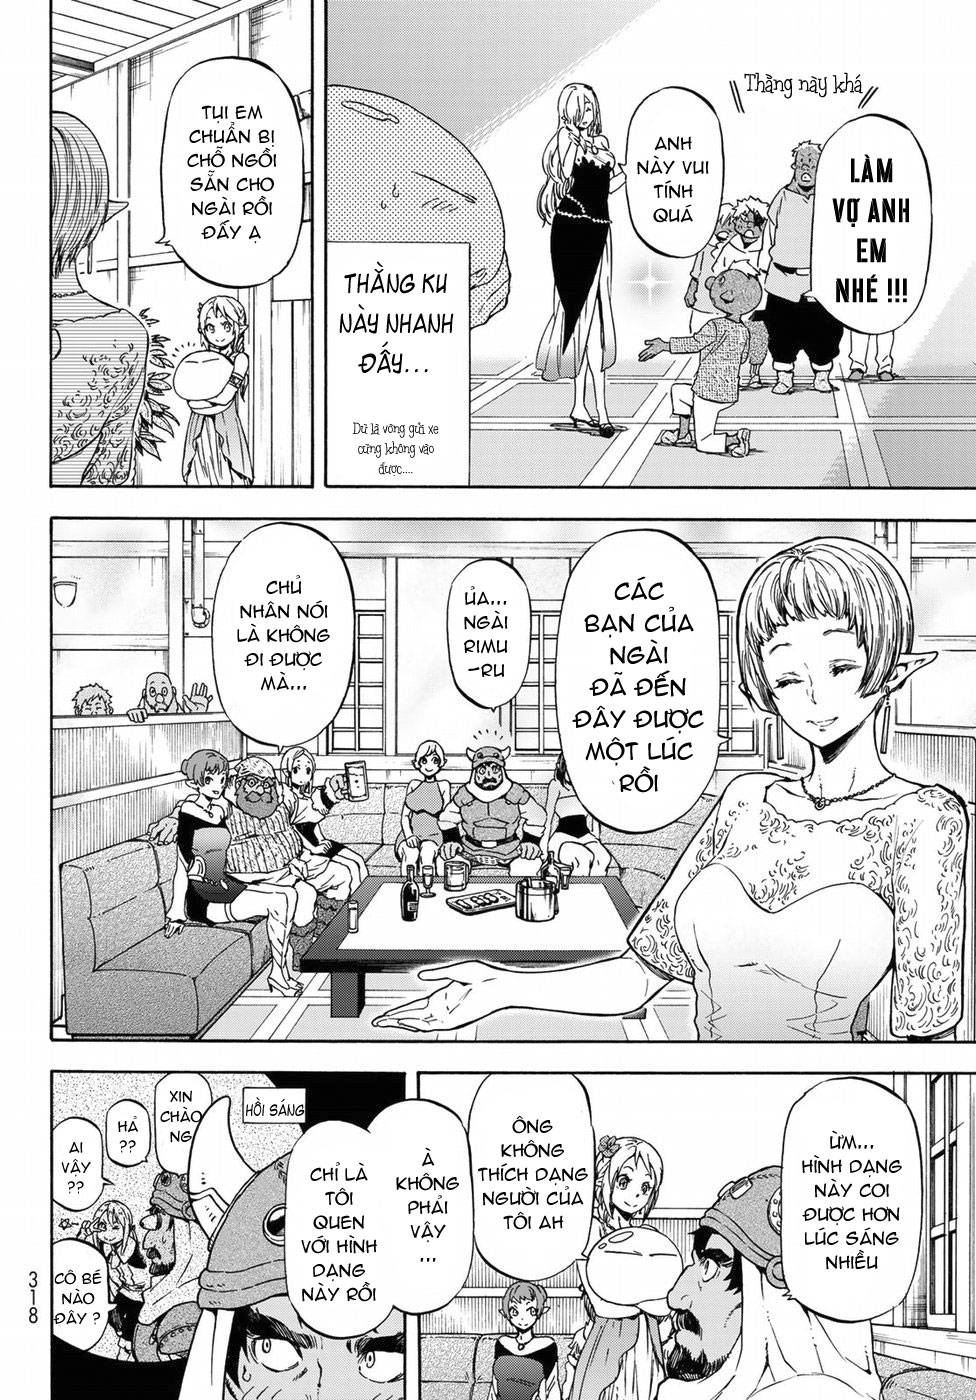 Thằng này khá
LÀM
VỢ ANH
EM
NHÉ !!!
ANH
NÀY VUI
TÍNH
QUÁ
THẰNG KU
NÀY NHANH
ĐẤY...
Dù là vòng gửi xe
cũng không vào
được....
TỤI EM
CHUẨN BỊ
CHỖ NGỒI
SẴN CHO
NGÀI RỒI
ĐẤY Ạ
CÁC
BẠN CỦA
NGÀI
ĐÃ ĐẾN
ĐÂY ĐƯỢC
MỘT LÚC
RỒI
ỦA...
NGÀI
RIMU
-RU
CHỦ
NHÂN NÓI
LÀ KHÔNG
ĐI ĐƯỢC
MÀ...
ỪM...
HÌNH DẠNG
NÀY COI
ĐƯỢC HƠN
LÚC SÁNG
NHIỀU
ÔNG
KHÔNG
THÍCH DẠNG
NGƯỜI CỦA
TÔI AH
À
KHÔNG
PHẢI
VẬY
...
CHỈ LÀ
TÔI
QUEN
VỚI HÌNH
DẠNG
NÀY RỒI
HỒI SÁNG
XIN
CHÀO
NG
HẢ
??
AI
VẬY
??
CÔ BÉ
NÀO
ĐÂY ?
318